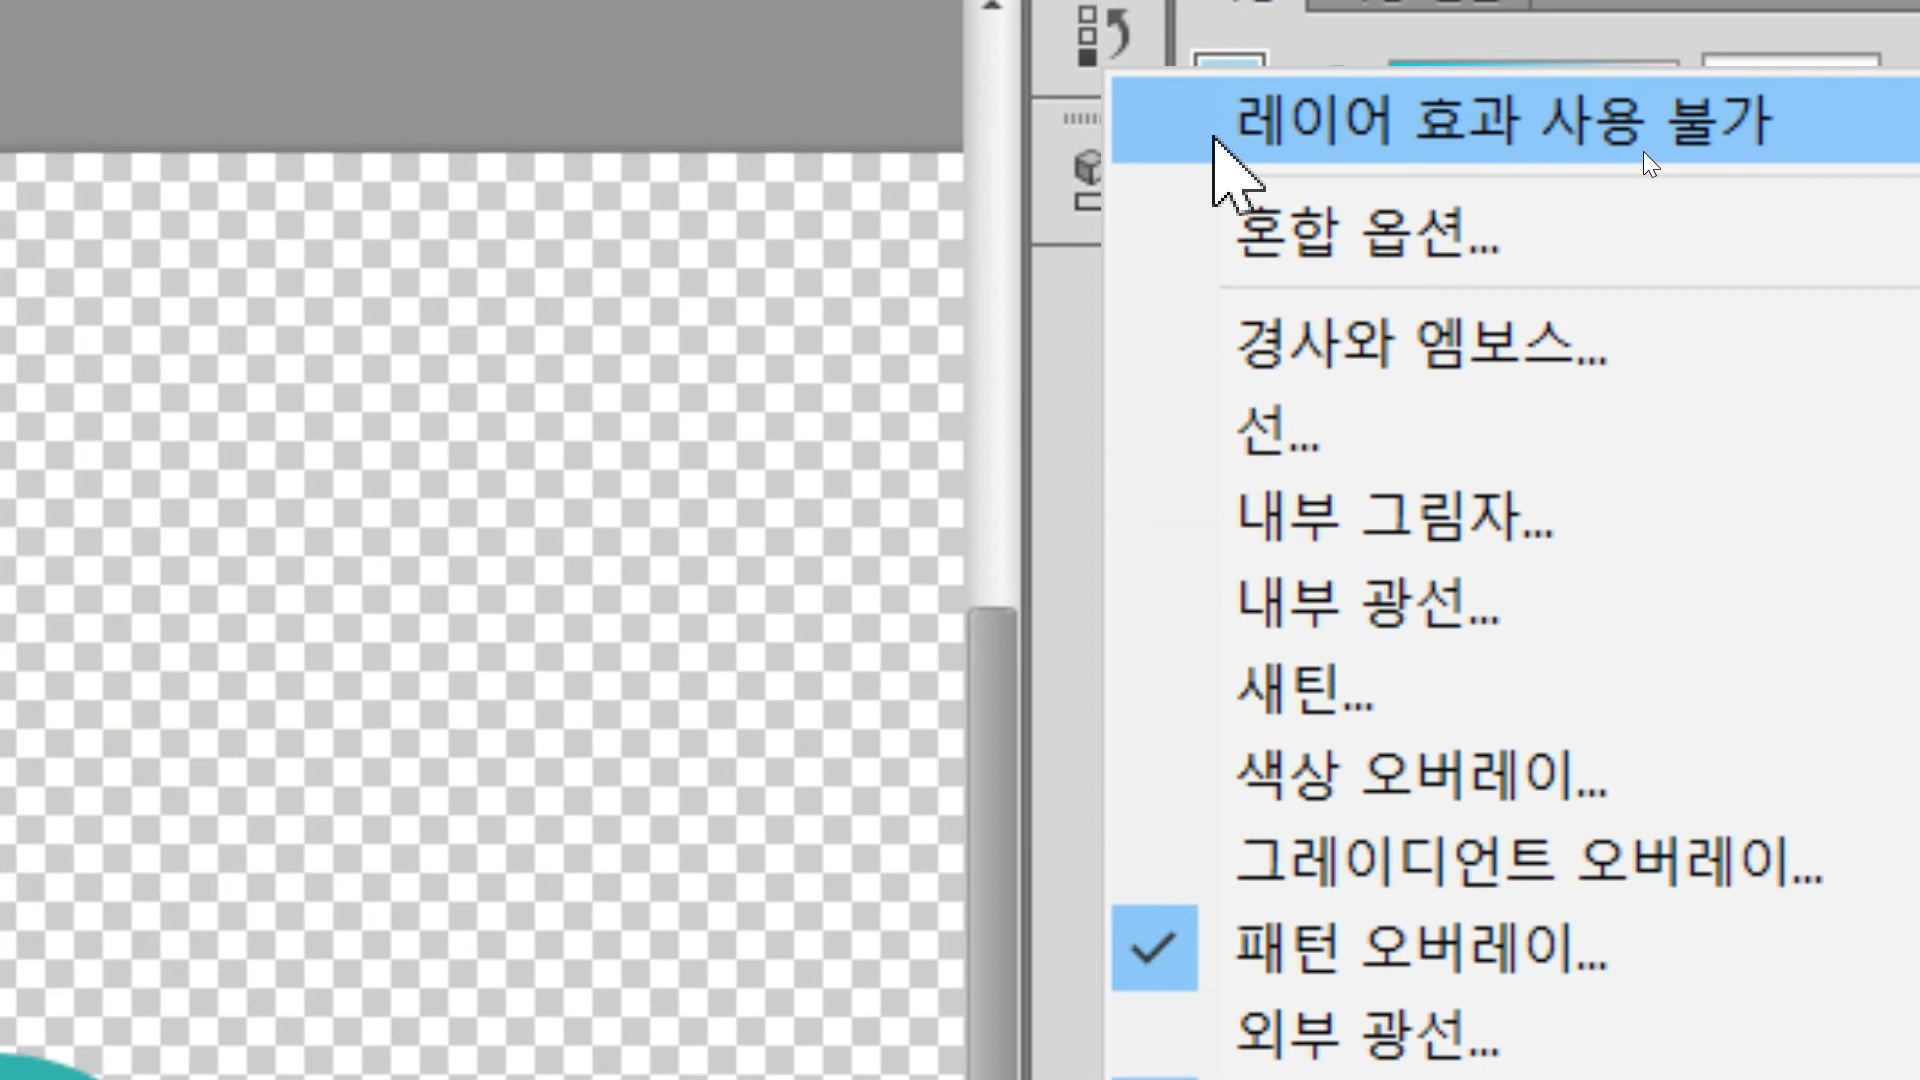 레이어 효과 사용 불가
혼합 옵션...
경사와 엠보스...
선...
내부 그림자...
내부 광선...
새틴...
색상 오버레이...
그레이디언트 오버레이...
패턴 오버레이...
외부 광선...